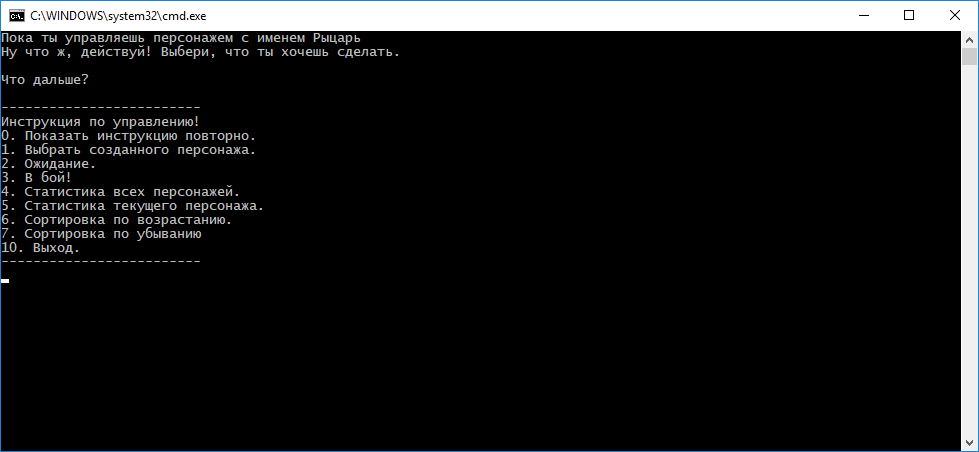 C:\WINDOWS\system32\cmd.exe
Пока ты управляешь персонажем с именем Рыцарь
Ну что ж, действуй! Выбери, что ты хочешь сделать.
Что дальше?
-------------------------
Инструкция по управлению!
0. Показать инструкцию повторно.
1. Выбрать созданного персонажа.
2. Ожидание.
3. В бой!
4. Статистика всех персонажей.
5. Статистика текущего персонажа.
6. Сортировка по возрастанию.
7. Сортировка по убыванию
10. Выход.
-------------------------